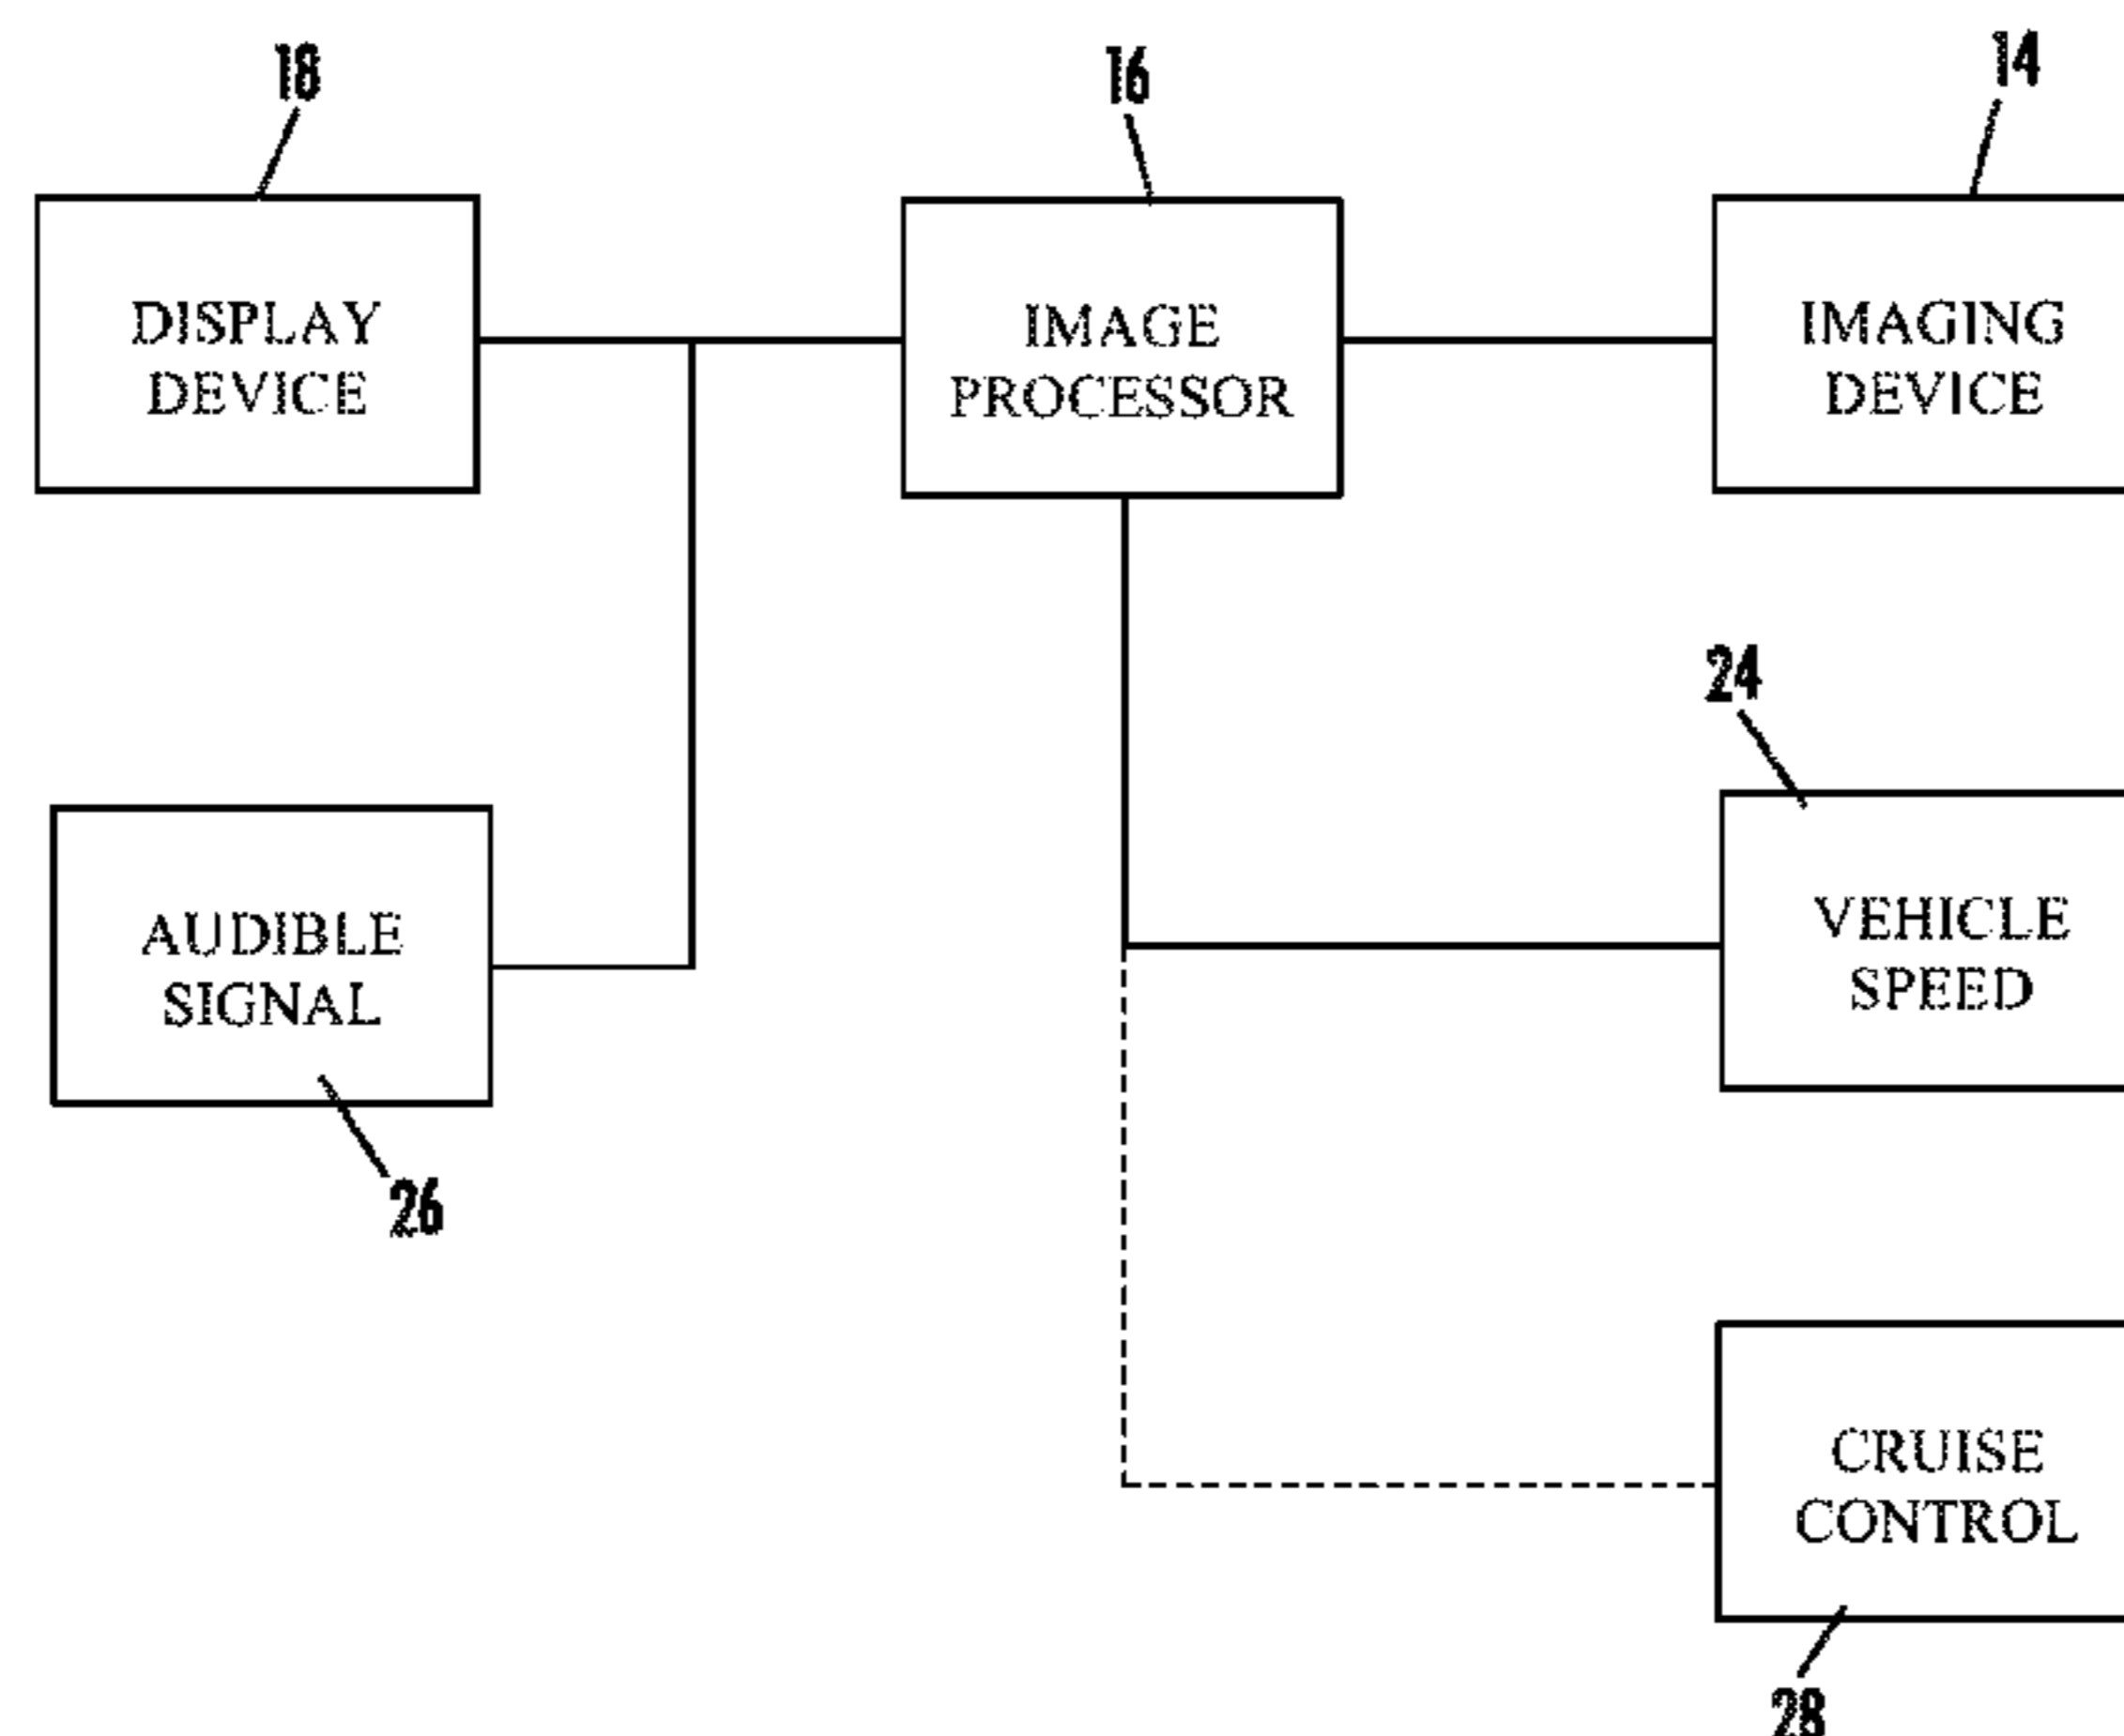 18
16
14
DISPLAY
DEVICE
IMAGE
PROCESSOR
IMAGING
DEVICE
24
AUDIBLE
SIGNAL
VEHICLE
SPEED
26
CRUISE
CONTROL
28